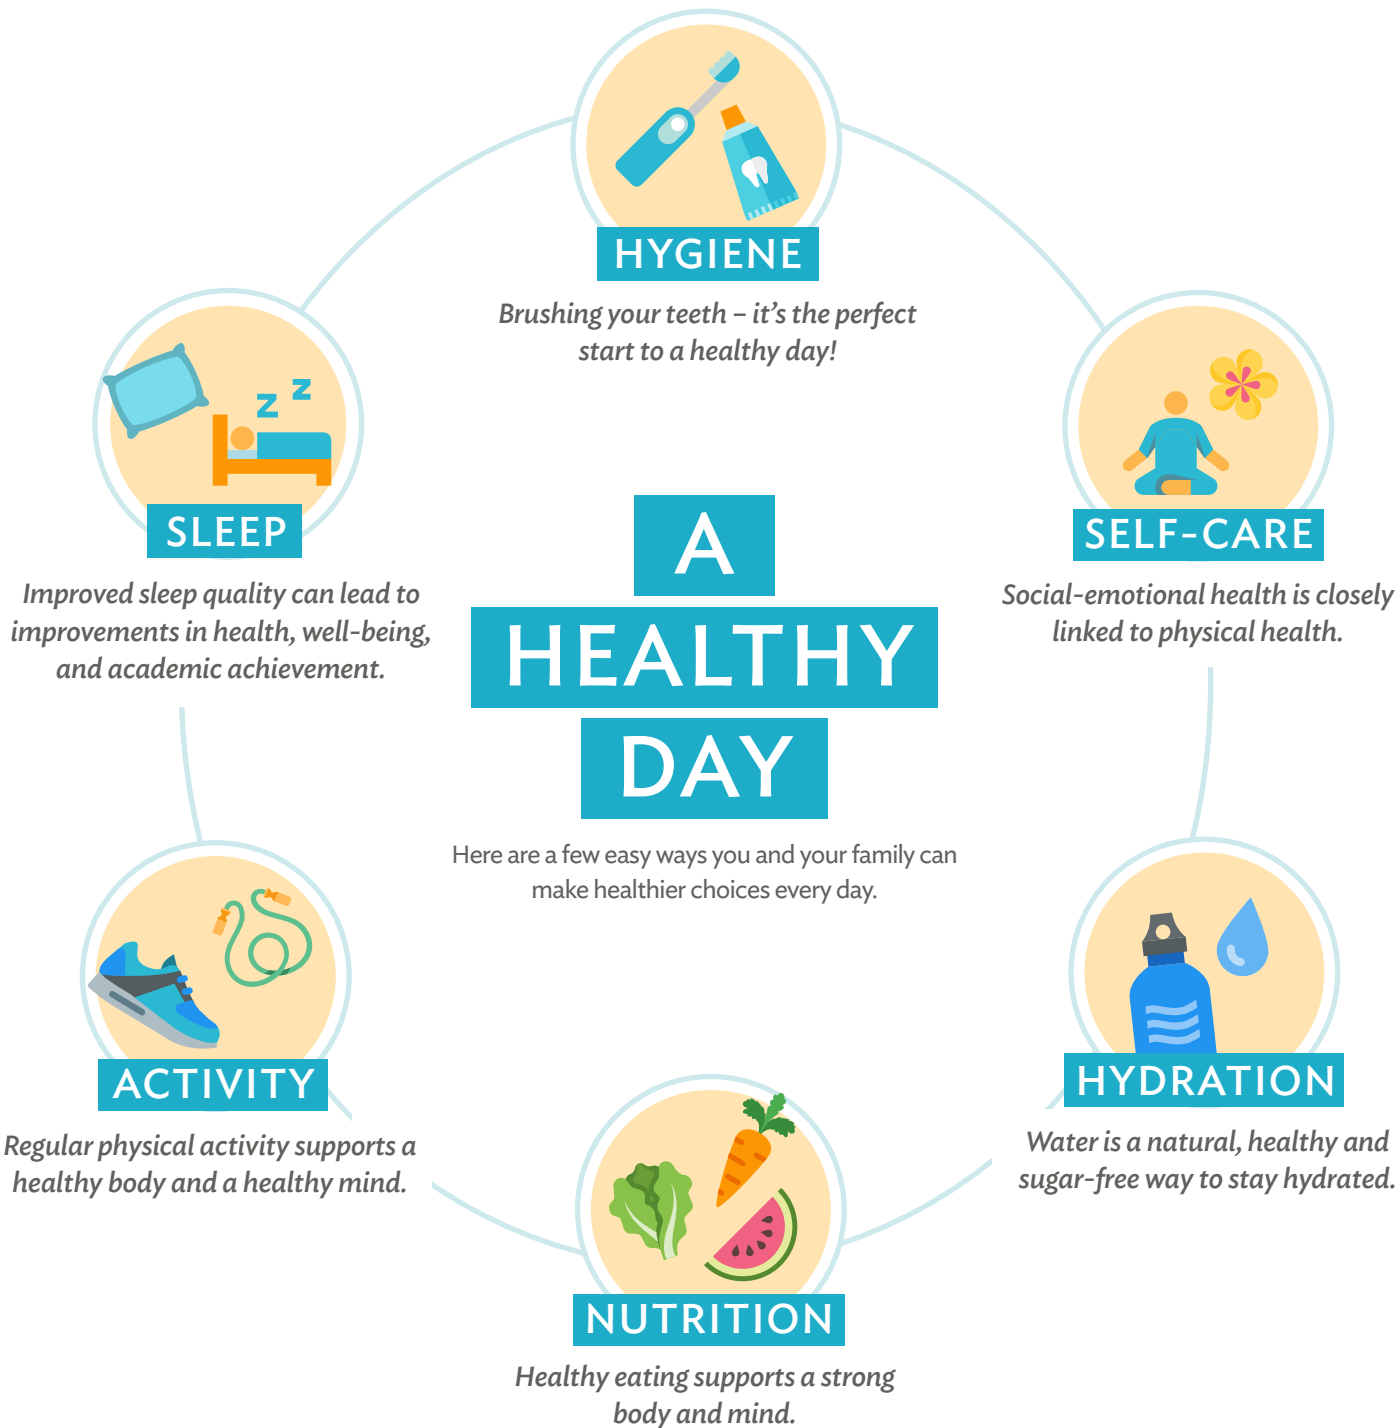 HYGIENE
Brushing your teeth – it's the perfect
start to a healthy day!
SLEEP
Improved sleep quality can lead to
improvements in health, well-being,
and academic achievement.
Z
Z
SELF-CARE
Social-emotional health is closely
linked to physical health.
A
HEALTHY
DAY
Here are a few easy ways you and your family can
make healthier choices every day.
ACTIVITY
Regular physical activity supports a
healthy body and a healthy mind.
HYDRATION
Water is a natural, healthy and
sugar-free way to stay hydrated.
NUTRITION
Healthy eating supports a strong
body and mind.